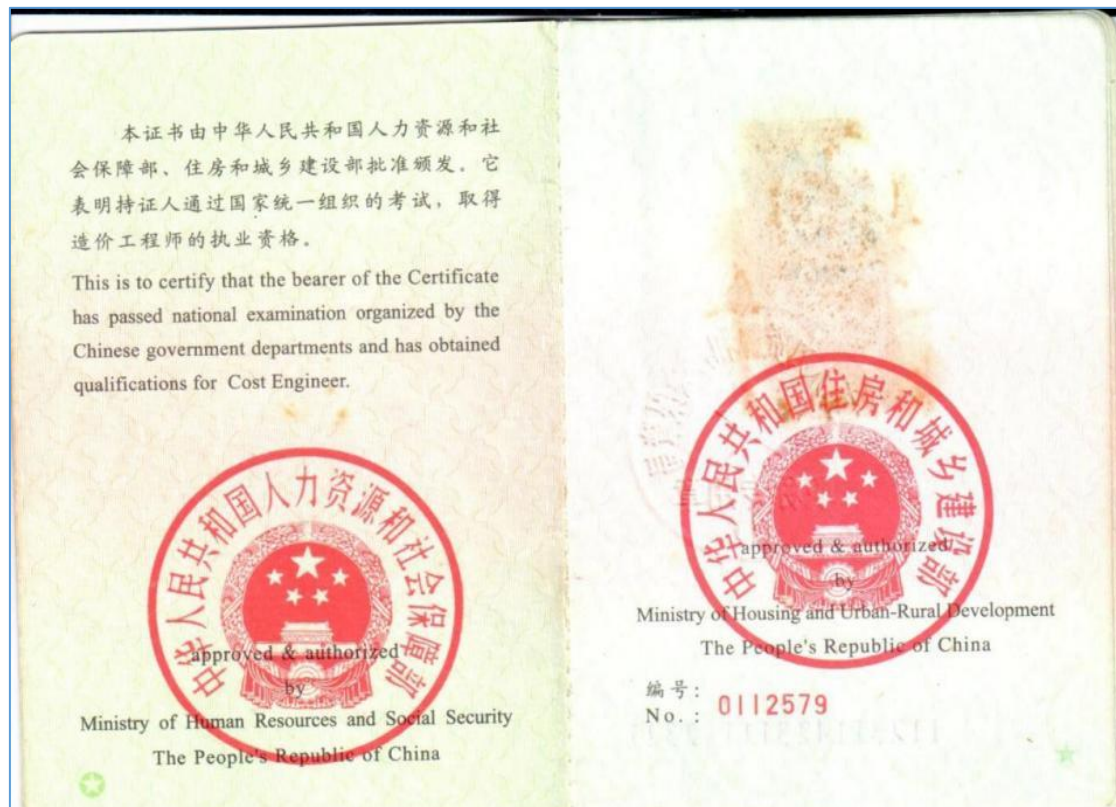 本证书由中华人民共和国人力资源和社
会保障部、住房和城乡建设部批准颁发。它
表明持证人通过国家统一组织的考试，取得
造价工程师的执业资格。
This is to certify that the bearer of the Certificate
has passed national examination organized by the
Chinese government departments and has obtained
qualifications for Cost Engineer.
中华人民共和国人力资源和社会保障部
approved & authorized
by
Ministry of Human Resources and Social Security
The People's Republic of China
中华人民共和国住房和城乡建设部
approved & authorized
by
Ministry of Housing and Urban-Rural Development
The People's Republic of China
编号:
No.: 0112579